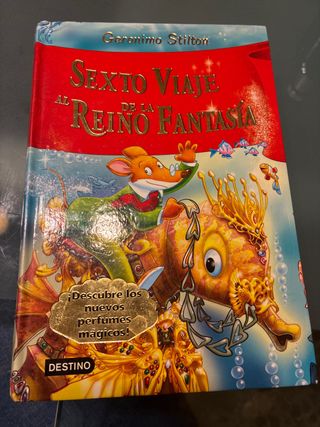 Geronimo Stilton
SEXTO VIAJE
AL REINO DE LA FANTASÍA
¡Descubre los
nuevos
perfumes
mágicos!
DESTINO